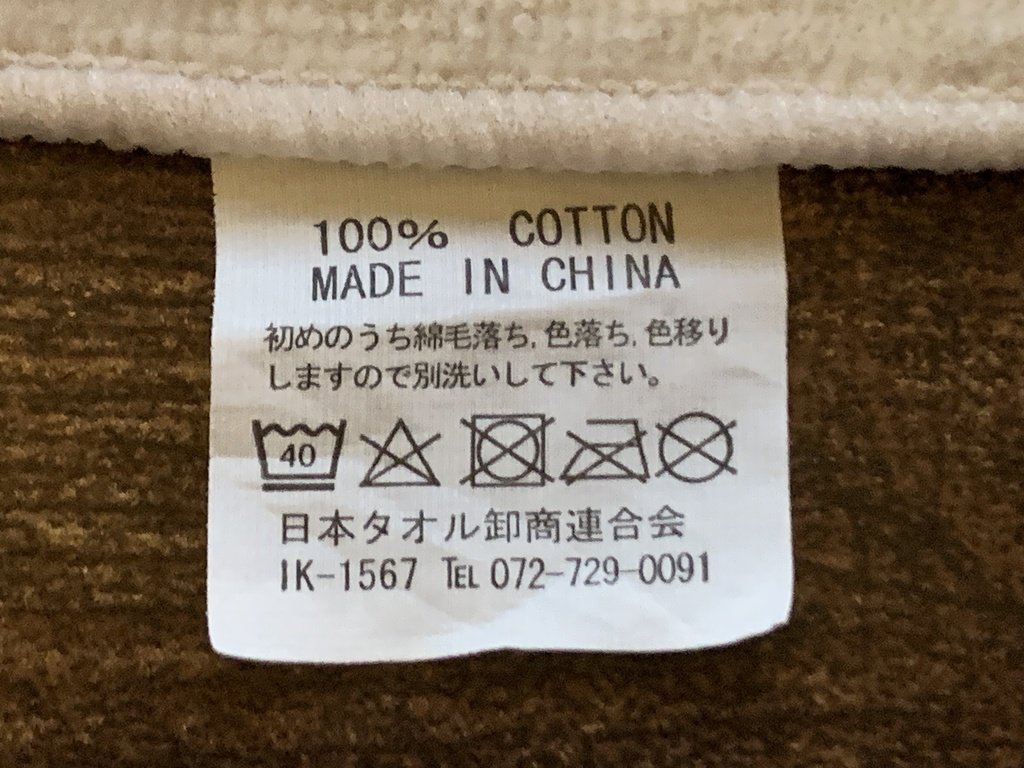 100% COTTON
MADE IN CHINA
初めのうち綿毛落ち,色落ち,色移り
しますので別洗いして下さい。
40
日本タオル卸商連合会
IK-1567 TEL 072-729-0091